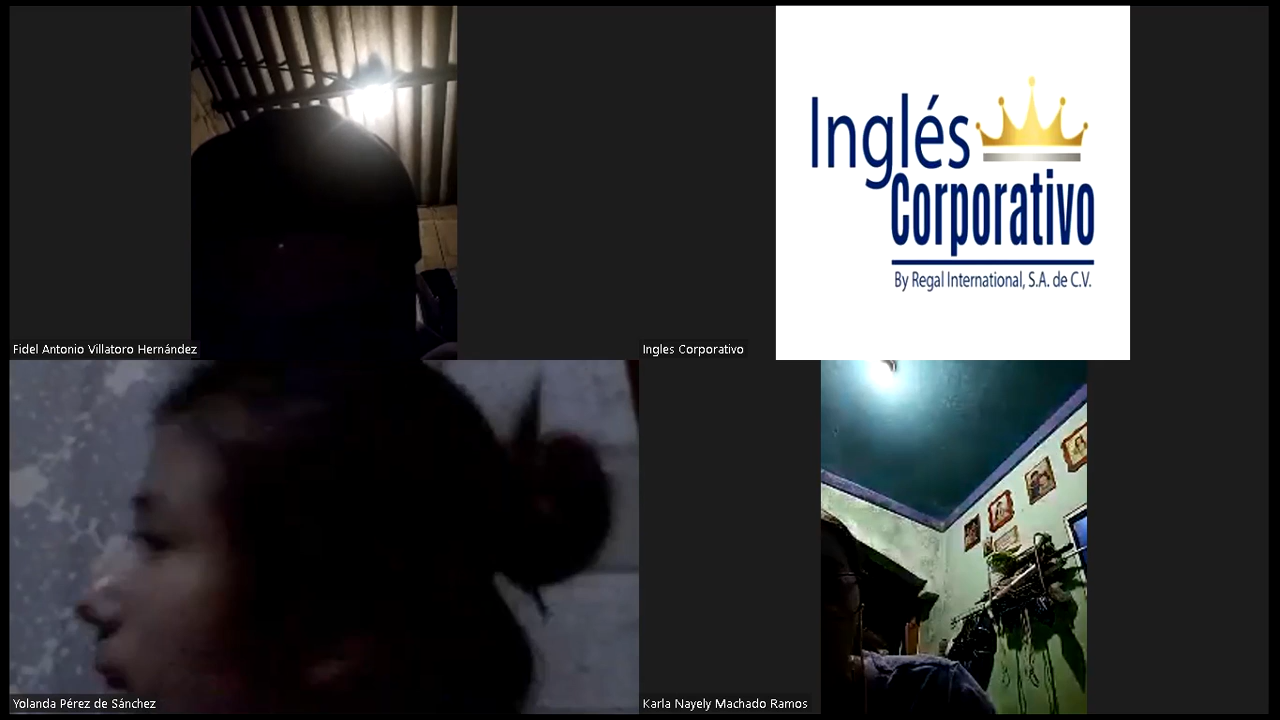 Inglés
Corporativo
By Regal International, S.A. de C.V.
Fidel Antonio Villatoro Hernández
Ingles Corporativo
Yolanda Pérez de Sánchez
Karla Nayely Machado Ramos